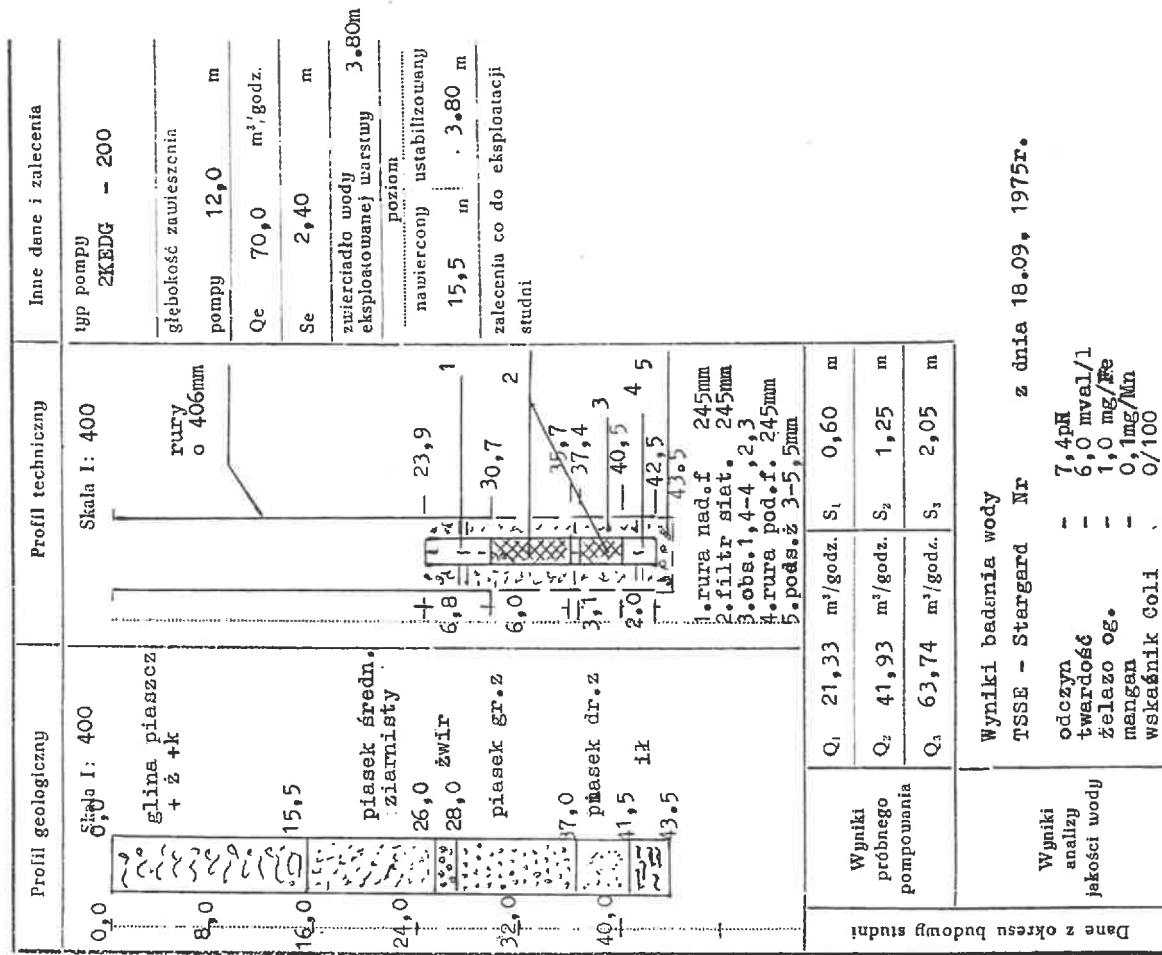 Profil geologiczny
Profil techniczny
Inne dane i zalecenia
Skala I: 400
0,0
0,0
8,0
16,0
24,0
32,0
40,0
glina piaszcz
+ ż +k
15,5
piasek średn.
ziarnisty
26,0
żwir
28,0
piasek gr.z
37,0
piasek dr.z
41,5
ił
43.5
Skala I: 400
rury
o 406mm
23,9
1
30,7
2
35,7
37,4
3
40,5
4
42,5
5
43.5
6,8
6,0
3,1
2.0
1.rura nad.f 245mm
2.filtr siat. 245mm
3.obs.1,4-4 ,2,3
4.rura pod.f. 245mm
5.pods.ż 3-5,5mm
typ pompy
2KEDG - 200
głębokość zawieszenia
pompy 12,0 m
Qe 70,0 m³/godz.
Se 2,40 m
zwierciadło wody
eksploatowanej warstwy 3.80m
poziom
nawiercony ustabilizowany
15,5 m 3.80 m
zalecenia co do eksploatacji
studni
Dane z okresu budowy studni
Wyniki
próbnego
pompowania
Q₁ 21,33 m³/godz. S₁ 0,60 m
Q₂ 41,93 m³/godz. S₂ 1,25 m
Q₃ 63,74 m³/godz. S₃ 2,05 m
Wyniki
analizy
jakości wody
Wyniki badania wody
TSSE - Stargard Nr z dnia 18.09. 1975r.
odczyn - 7,4pH
twardość - 6,0 mval/l
żelazo og. - 1,0 mg/Fe
mangan - 0,1mg/Mn
wskaźnik Coli 0/100